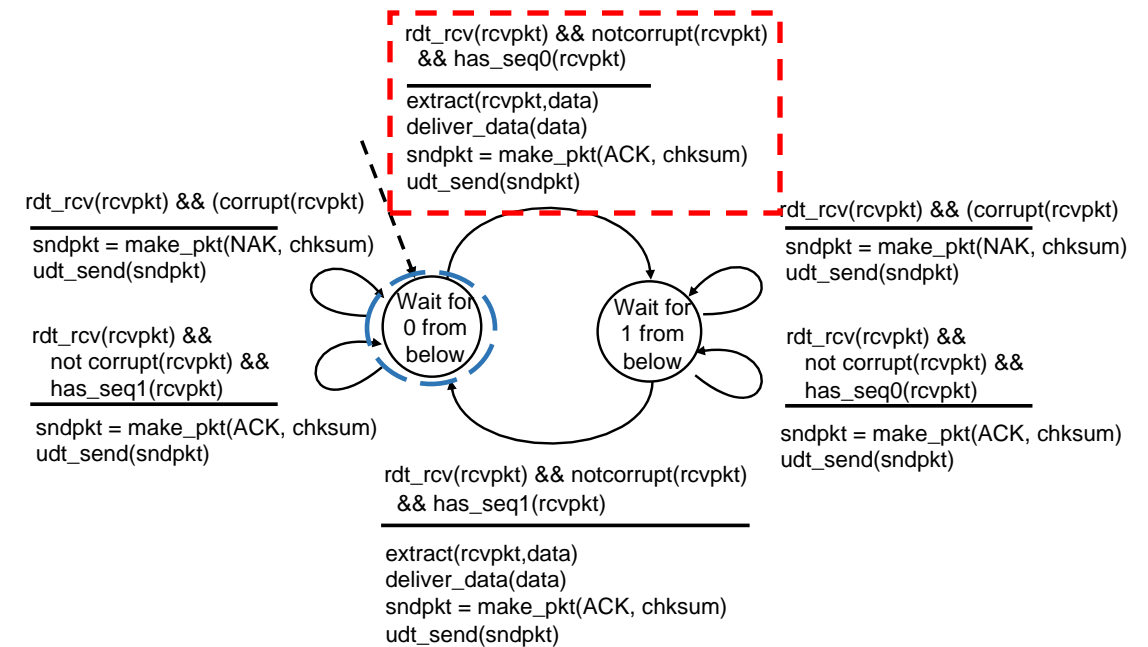 rdt_rcv(rcvpkt) && notcorrupt(rcvpkt)
&& has_seq0(rcvpkt)
extract(rcvpkt,data)
deliver_data(data)
sndpkt = make_pkt(ACK, chksum)
udt_send(sndpkt)
rdt_rcv(rcvpkt) && (corrupt(rcvpkt)
sndpkt = make_pkt(NAK, chksum)
udt_send(sndpkt)
rdt_rcv(rcvpkt) &&
not corrupt(rcvpkt) &&
has_seq1(rcvpkt)
sndpkt = make_pkt(ACK, chksum)
udt_send(sndpkt)
Wait for
0 from
below
Wait for
1 from
below
rdt_rcv(rcvpkt) && (corrupt(rcvpkt)
sndpkt = make_pkt(NAK, chksum)
udt_send(sndpkt)
rdt_rcv(rcvpkt) &&
not corrupt(rcvpkt) &&
has_seq0(rcvpkt)
sndpkt = make_pkt(ACK, chksum)
udt_send(sndpkt)
rdt_rcv(rcvpkt) && notcorrupt(rcvpkt)
&& has_seq1(rcvpkt)
extract(rcvpkt,data)
deliver_data(data)
sndpkt = make_pkt(ACK, chksum)
udt_send(sndpkt)